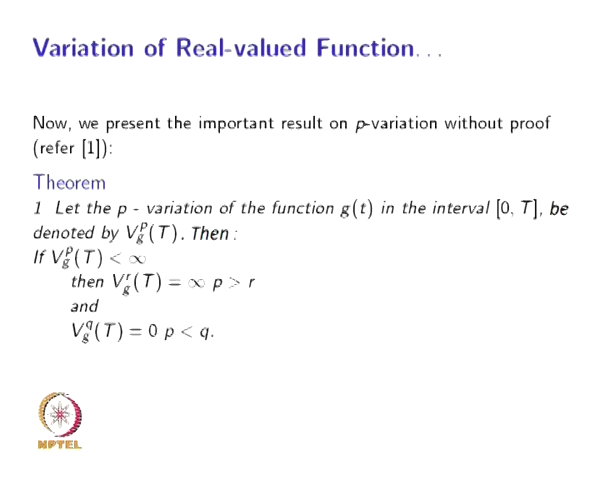 Variation of Real-valued Function. . .
Now, we present the important result on p-variation without proof
(refer [1]):
Theorem
1 Let the p - variation of the function g(t) in the interval [0, T], be
denoted by V_g^p(T). Then :
If V_g^p(T) < ∞
then V_g^r(T) = ∞ p > r
and
V_g^q(T) = 0 p < q.
NPTEL